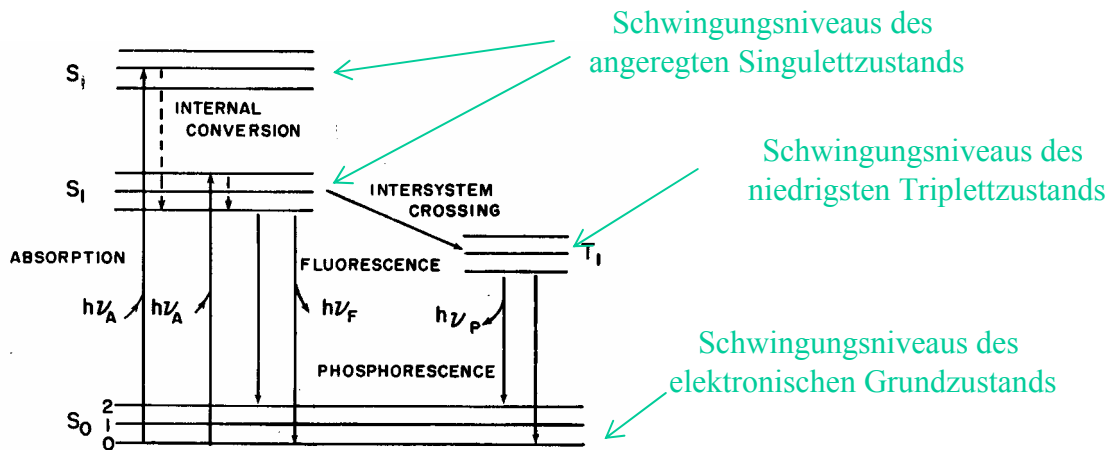 Schwingungsniveaus des
angeregten Singulettzustands
Si
INTERNAL
CONVERSION
Schwingungsniveaus des
niedrigsten Triplettzustands
S1
INTERSYSTEM
CROSSING
T1
ABSORPTION
FLUORESCENCE
hνA
hνA
hνF
hνP
Schwingungsniveaus des
elektronischen Grundzustands
PHOSPHORESCENCE
2
S0 1
0